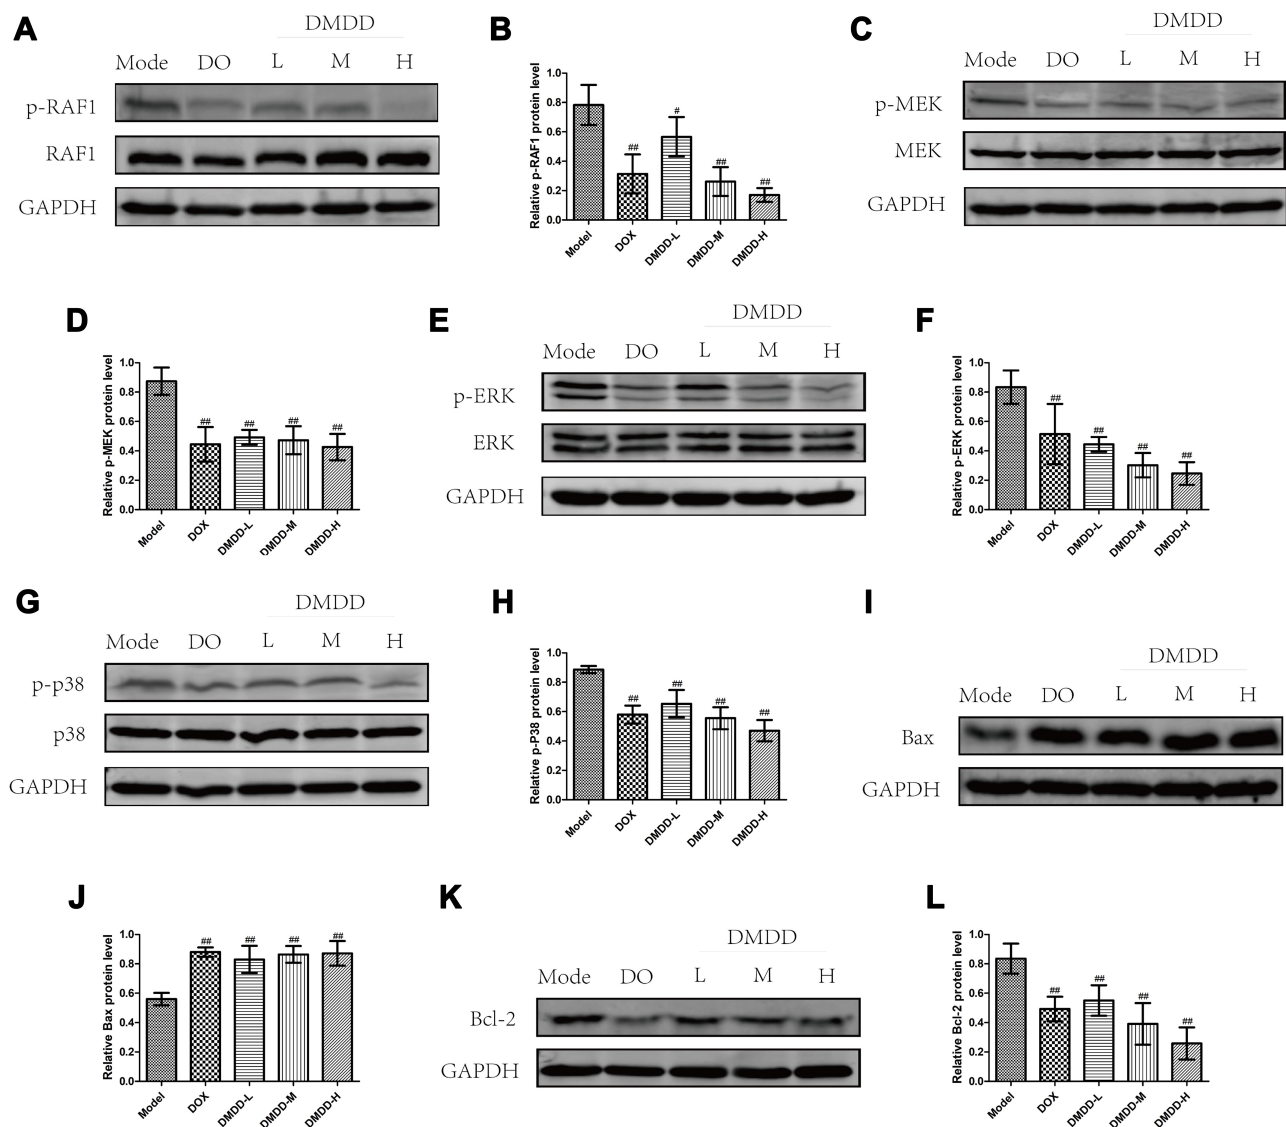 A
DMDD
Mode DO L M H
p-RAF1
RAF1
GAPDH
B
Relative p-RAF1 protein level
1.0
0.8
0.6
0.4
0.2
0.0
##
#
##
##
Model
DOX
DMDD-L
DMDD-M
DMDD-H
C
DMDD
Mode DO L M H
p-MEK
MEK
GAPDH
D
Relative p-MEK protein level
1.0
0.8
0.6
0.4
0.2
0.0
##
##
##
##
Model
DOX
DMDD-L
DMDD-M
DMDD-H
E
DMDD
Mode DO L M H
p-ERK
ERK
GAPDH
F
Relative p-ERK protein level
1.0
0.8
0.6
0.4
0.2
0.0
##
##
##
##
Model
DOX
DMDD-L
DMDD-M
DMDD-H
G
DMDD
Mode DO L M H
p-p38
p38
GAPDH
H
Relative p-P38 protein level
1.0
0.8
0.6
0.4
0.2
0.0
##
##
##
##
Model
DOX
DMDD-L
DMDD-M
DMDD-H
I
DMDD
Mode DO L M H
Bax
GAPDH
J
Relative Bax protein level
1.0
0.8
0.6
0.4
0.2
0.0
##
##
##
##
Model
DOX
DMDD-L
DMDD-M
DMDD-H
K
DMDD
Mode DO L M H
Bcl-2
GAPDH
L
Relative Bcl-2 protein level
1.0
0.8
0.6
0.4
0.2
0.0
##
##
##
##
Model
DOX
DMDD-L
DMDD-M
DMDD-H